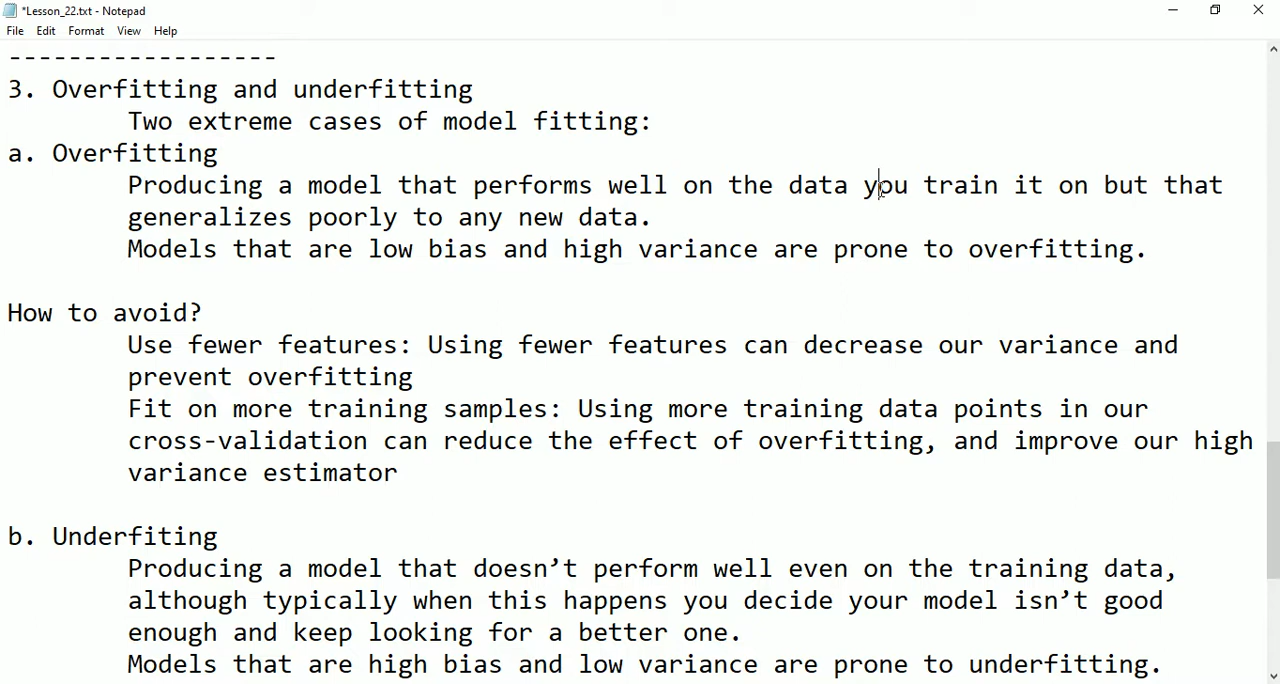 *Lesson_22.txt - Notepad
File Edit Format View Help
------------------
3. Overfitting and underfitting
Two extreme cases of model fitting:
a. Overfitting
Producing a model that performs well on the data you train it on but that
generalizes poorly to any new data.
Models that are low bias and high variance are prone to overfitting.
How to avoid?
Use fewer features: Using fewer features can decrease our variance and
prevent overfitting
Fit on more training samples: Using more training data points in our
cross-validation can reduce the effect of overfitting, and improve our high
variance estimator
b. Underfiting
Producing a model that doesn’t perform well even on the training data,
although typically when this happens you decide your model isn’t good
enough and keep looking for a better one.
Models that are high bias and low variance are prone to underfitting.